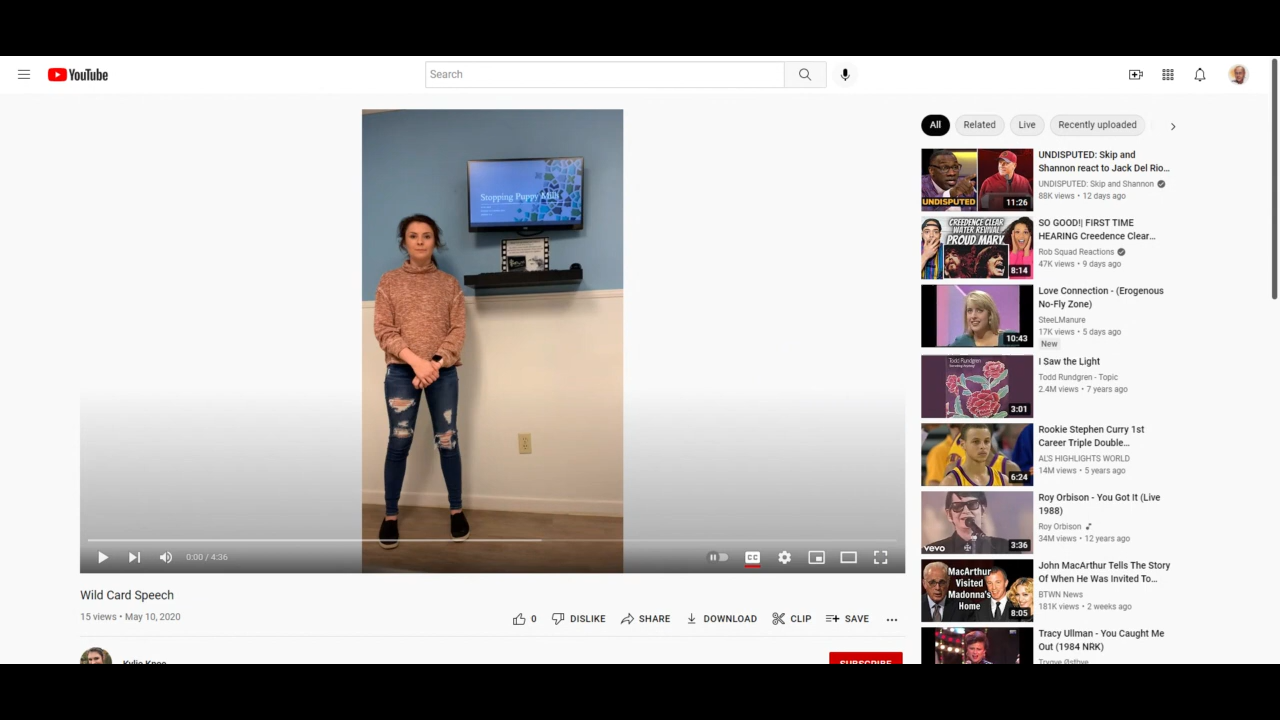 YouTube
Search
Stopping Puppy Mills
0:00 / 4:36
CC
Wild Card Speech
15 views • May 10, 2020
0
DISLIKE
SHARE
DOWNLOAD
CLIP
SAVE
Kylie Knee
SUBSCRIBE
All
Related
Live
Recently uploaded
UNDISPUTED
11:26
UNDISPUTED: Skip and
Shannon react to Jack Del Rio...
UNDISPUTED: Skip and Shannon
88K views • 12 days ago
CREEDENCE CLEAR
WATER REVIVAL
PROUD MARY
8:14
SO GOOD!| FIRST TIME
HEARING Creedence Clear...
Rob Squad Reactions
47K views • 9 days ago
10:43
Love Connection - (Erogenous
No-Fly Zone)
SteeLManure
17K views • 5 days ago
New
Todd Rundgren
3:01
I Saw the Light
Todd Rundgren - Topic
2.4M views • 7 years ago
6:24
Rookie Stephen Curry 1st
Career Triple Double...
AL'S HIGHLIGHTS WORLD
14M views • 5 years ago
vevo
3:36
Roy Orbison - You Got It (Live
1988)
Roy Orbison
34M views • 12 years ago
MacArthur
Visited
Madonna's
Home
8:05
John MacArthur Tells The Story
Of When He Was Invited To...
BTWN News
181K views • 2 weeks ago
Tracy Ullman - You Caught Me
Out (1984 NRK)
Trygve Østbye